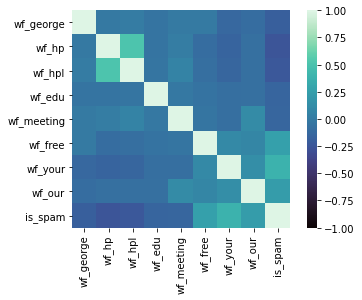 wf_george
wf_hp
wf_hpl
wf_edu
wf_meeting
wf_free
wf_your
wf_our
is_spam
wf_george
wf_hp
wf_hpl
wf_edu
wf_meeting
wf_free
wf_your
wf_our
is_spam
1.00
0.75
0.50
0.25
0.00
−0.25
−0.50
−0.75
−1.00